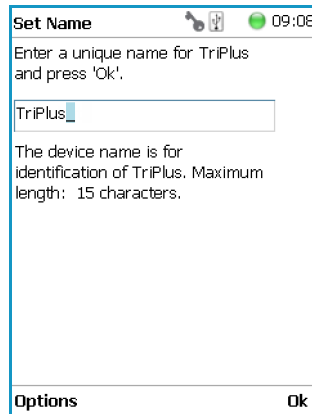 Set Name 09:08
Enter a unique name for TriPlus
and press 'Ok'.
TriPlus_
The device name is for
identification of TriPlus. Maximum
length: 15 characters.
Options Ok